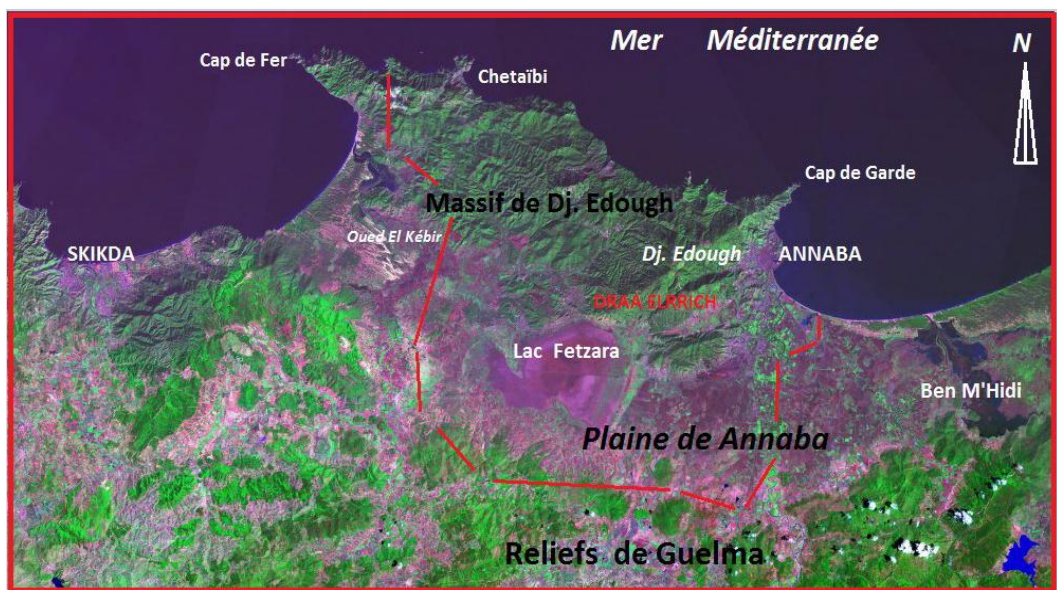 Mer Méditerranée
N
Cap de Fer
Chetaïbi
Cap de Garde
Massif de Dj. Edough
Oued El Kébir
SKIKDA
Dj. Edough
ANNABA
DRAA ELRRICH
Lac Fetzara
Ben M'Hidi
Plaine de Annaba
Reliefs de Guelma